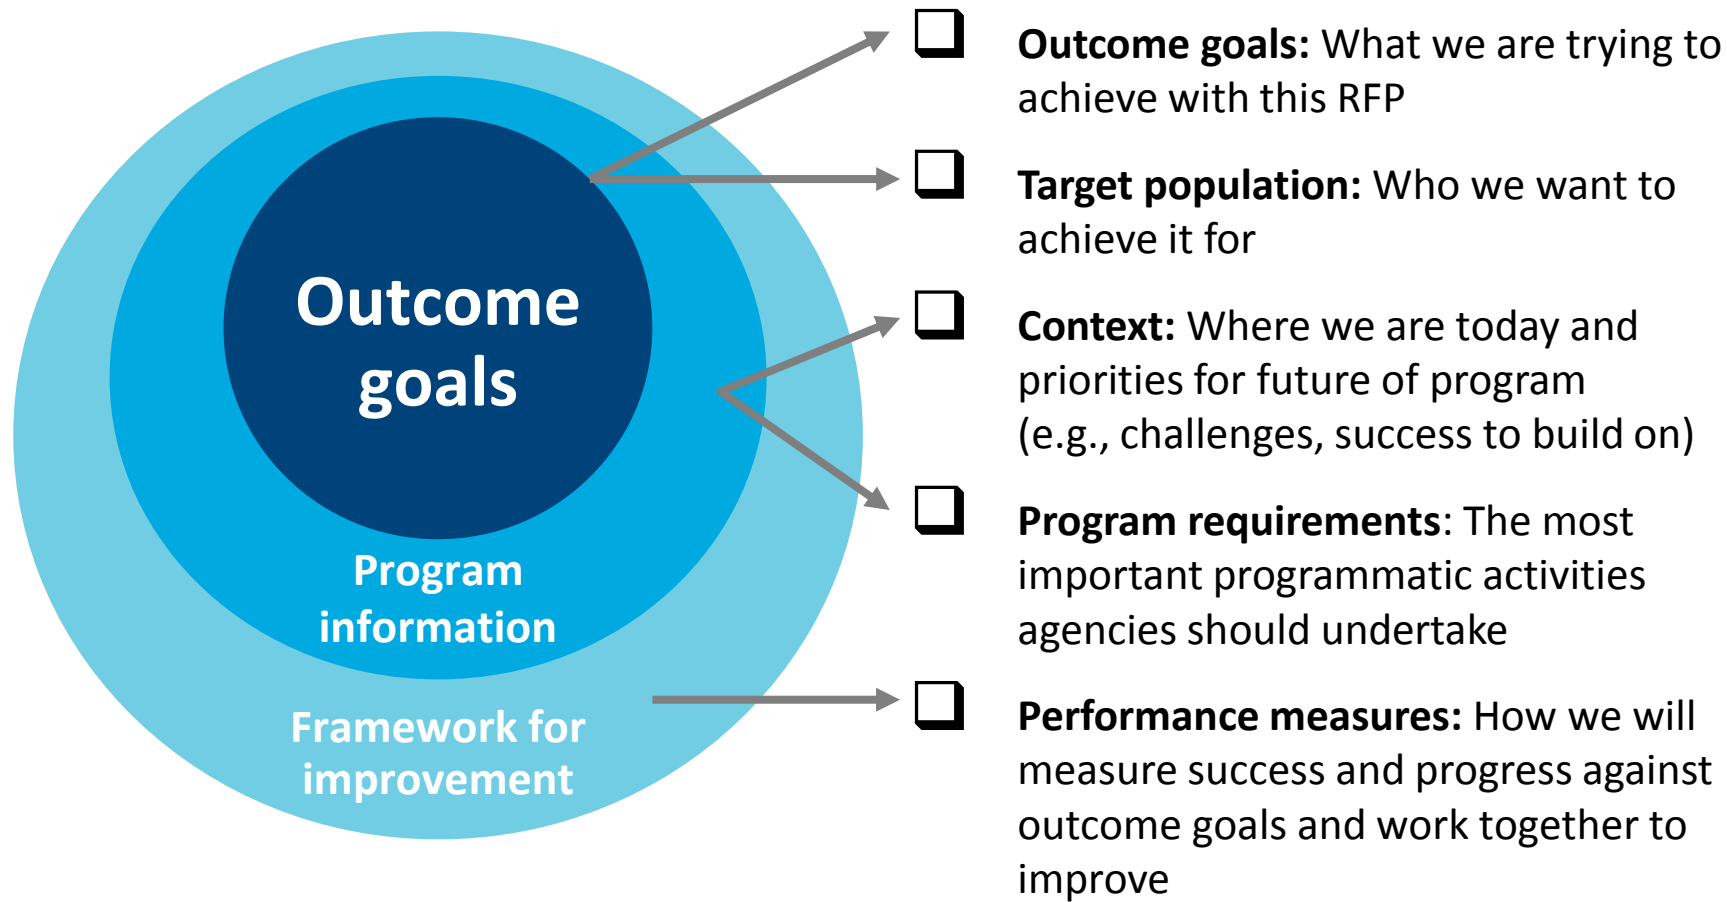 Outcome
goals
Program
information
Framework for
improvement
Outcome goals: What we are trying to
achieve with this RFP
Target population: Who we want to
achieve it for
Context: Where we are today and
priorities for future of program
(e.g., challenges, success to build on)
Program requirements: The most
important programmatic activities
agencies should undertake
Performance measures: How we will
measure success and progress against
outcome goals and work together to
improve